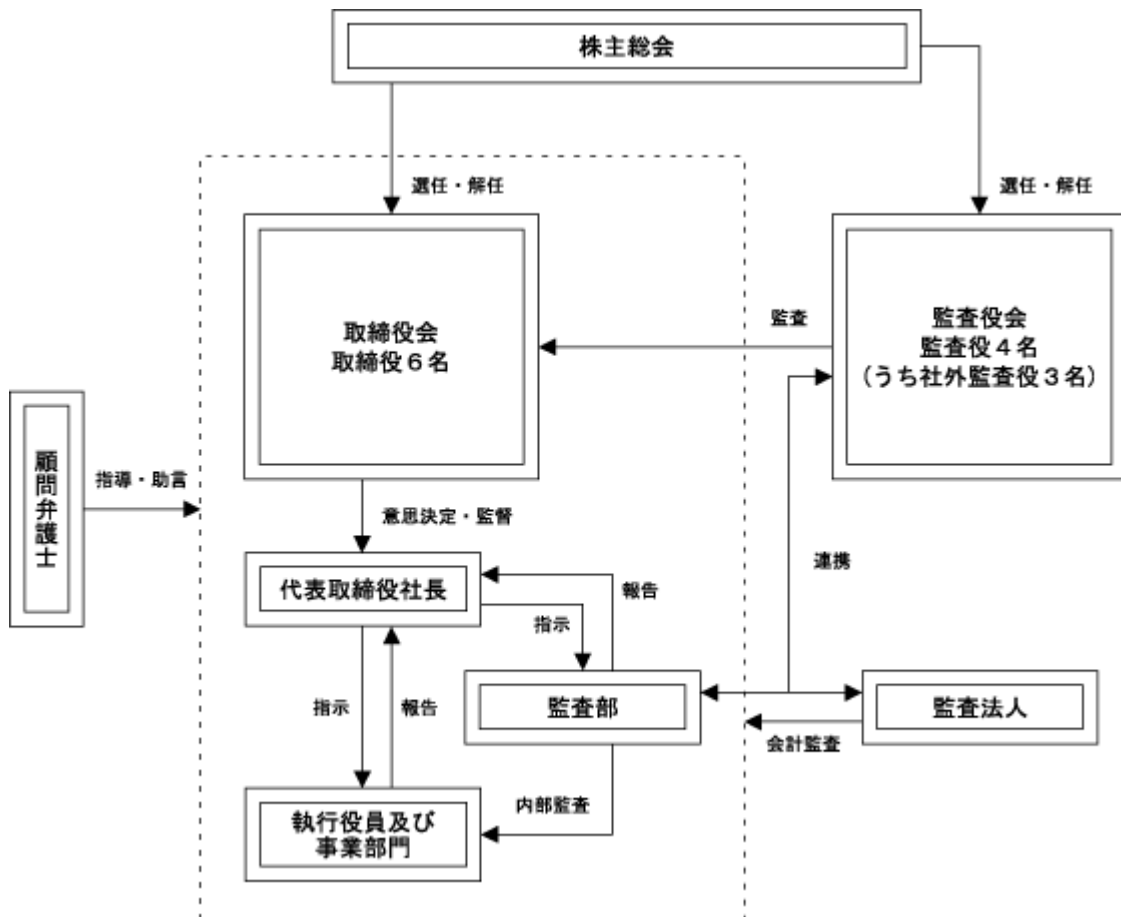 株主総会
選任・解任
選任・解任
取締役会
取締役６名
監査
監査役会
監査役４名
（うち社外監査役３名）
顧問弁護士
指導・助言
意思決定・監督
代表取締役社長
報告
指示
連携
指示
報告
監査部
監査法人
会計監査
内部監査
執行役員及び
事業部門